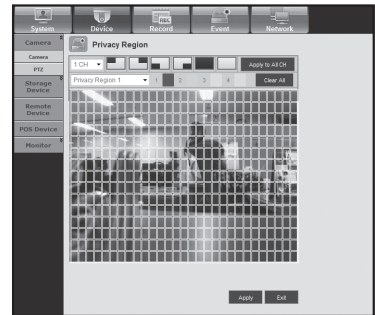 System Device Record Event Network
REC
Camera
Camera
PTZ
Storage
Device
Remote
Device
POS Device
Monitor
Privacy Region
1 CH Apply to All CH
Privacy Region 1 1 2 3 4 Clear All
Apply Exit